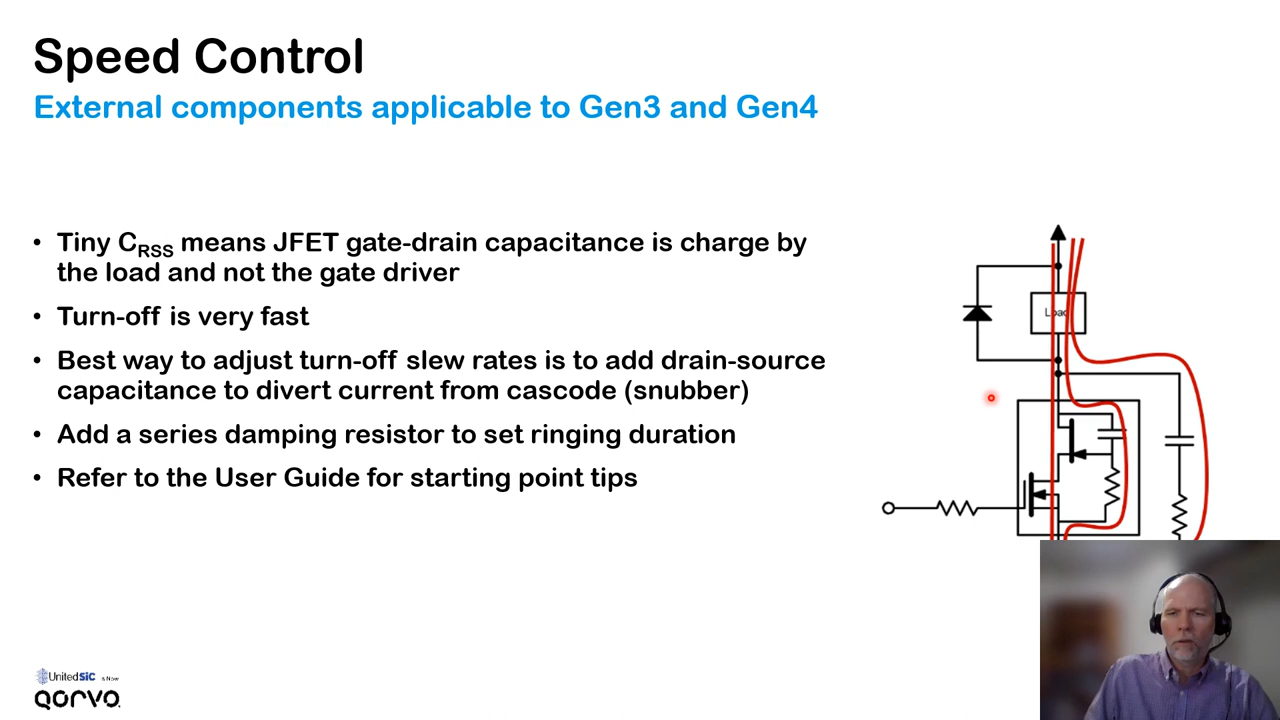 Speed Control
External components applicable to Gen3 and Gen4
• Tiny CRSS means JFET gate-drain capacitance is charge by
the load and not the gate driver
• Turn-off is very fast
• Best way to adjust turn-off slew rates is to add drain-source
capacitance to divert current from cascode (snubber)
• Add a series damping resistor to set ringing duration
• Refer to the User Guide for starting point tips
Load
UnitedSiC is Now
QORVO